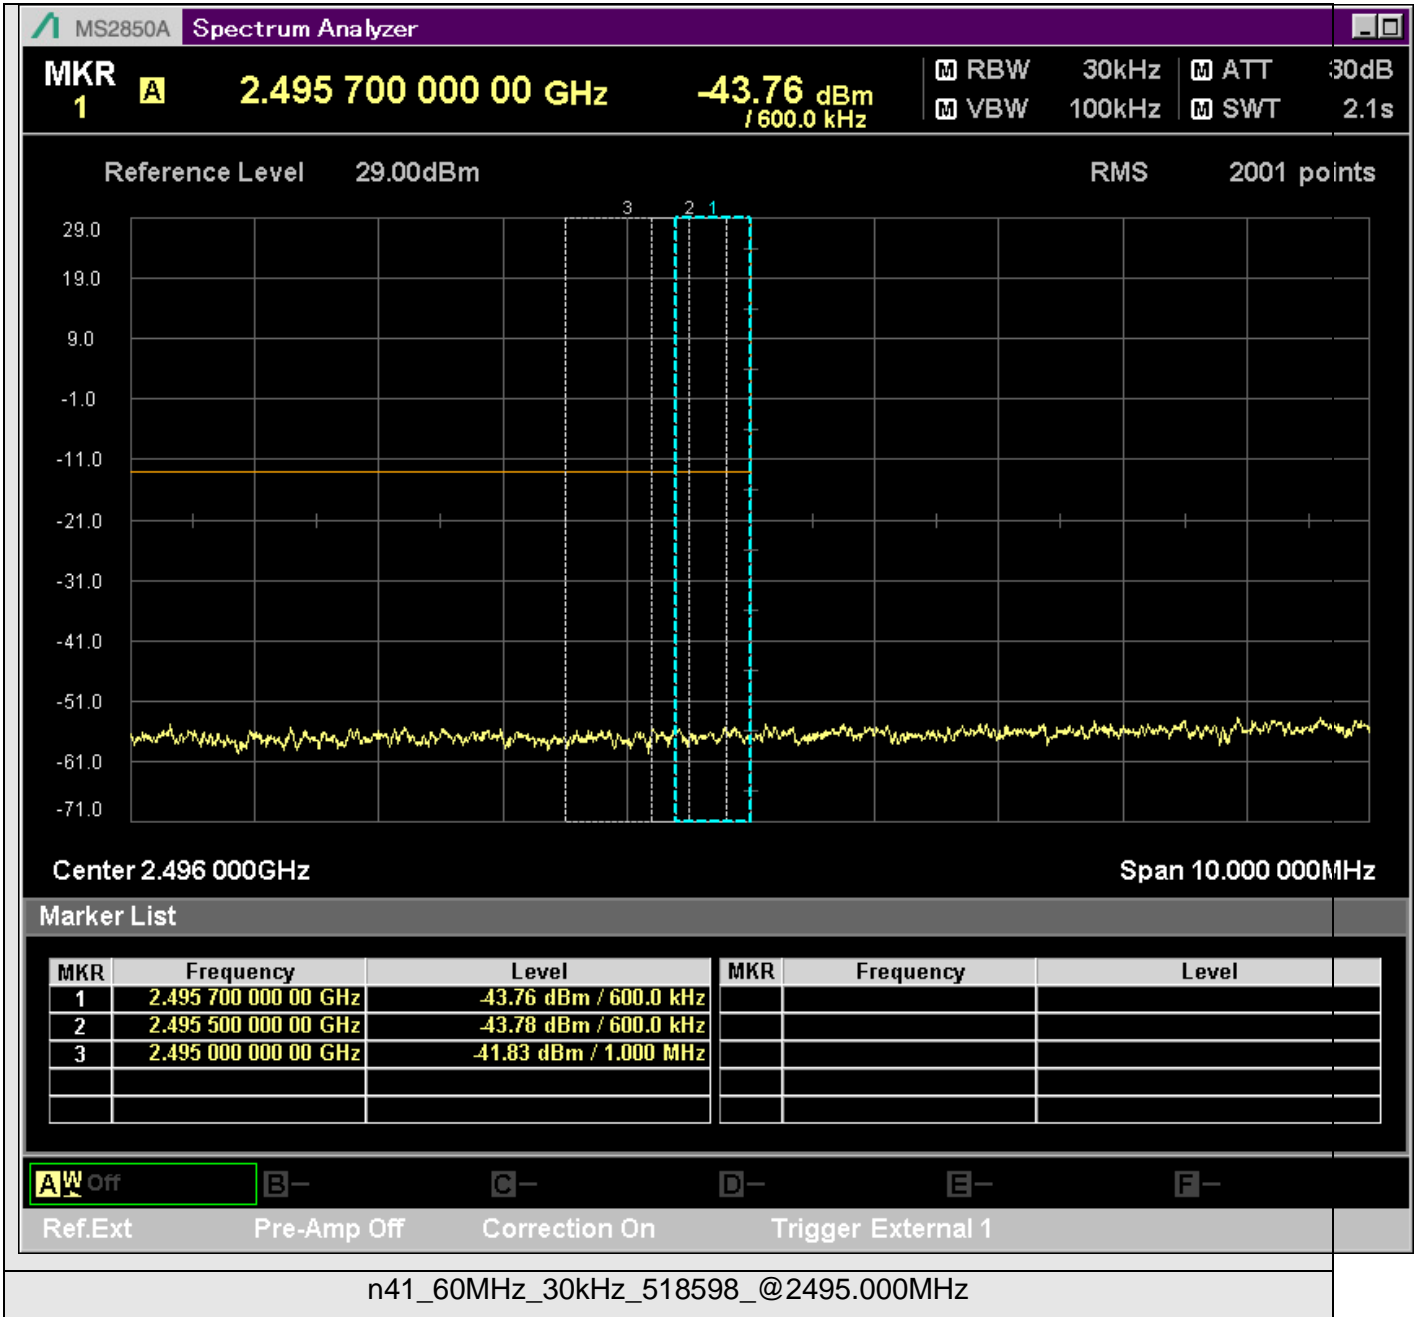 MS2850A Spectrum Analyzer
MKR 1 A 2.495 700 000 00 GHz -43.76 dBm / 600.0 kHz
M RBW 30kHz M ATT 30dB
M VBW 100kHz M SWT 2.1s
Reference Level 29.00dBm RMS 2001 points
3 2 1
29.0
19.0
9.0
-1.0
-11.0
-21.0
-31.0
-41.0
-51.0
-61.0
-71.0
Center 2.496 000GHz Span 10.000 000MHz
Marker List
MKR Frequency Level MKR Frequency Level
1 2.495 700 000 00 GHz -43.76 dBm / 600.0 kHz
2 2.495 500 000 00 GHz -43.78 dBm / 600.0 kHz
3 2.495 000 000 00 GHz -41.83 dBm / 1.000 MHz
A W Off B - C - D - E - F -
Ref.Ext Pre-Amp Off Correction On Trigger External 1
n41_60MHz_30kHz_518598_@2495.000MHz